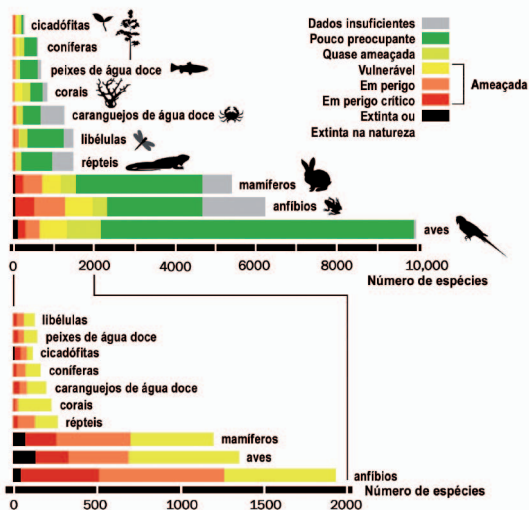 cicadófitas
coníferas
peixes de água doce
corais
caranguejos de água doce
libélulas
répteis
mamíferos
anfíbios
aves
Dados insuficientes
Pouco preocupante
Quase ameaçada
Vulnerável
Em perigo
Em perigo crítico
Extinta ou
Extinta na natureza
Ameaçada
0 2000 4000 6000 8000 10,000
Número de espécies
libélulas
peixes de água doce
cicadófitas
coníferas
caranguejos de água doce
corais
répteis
mamíferos
aves
anfíbios
0 500 1000 1500 2000 Número de espécies